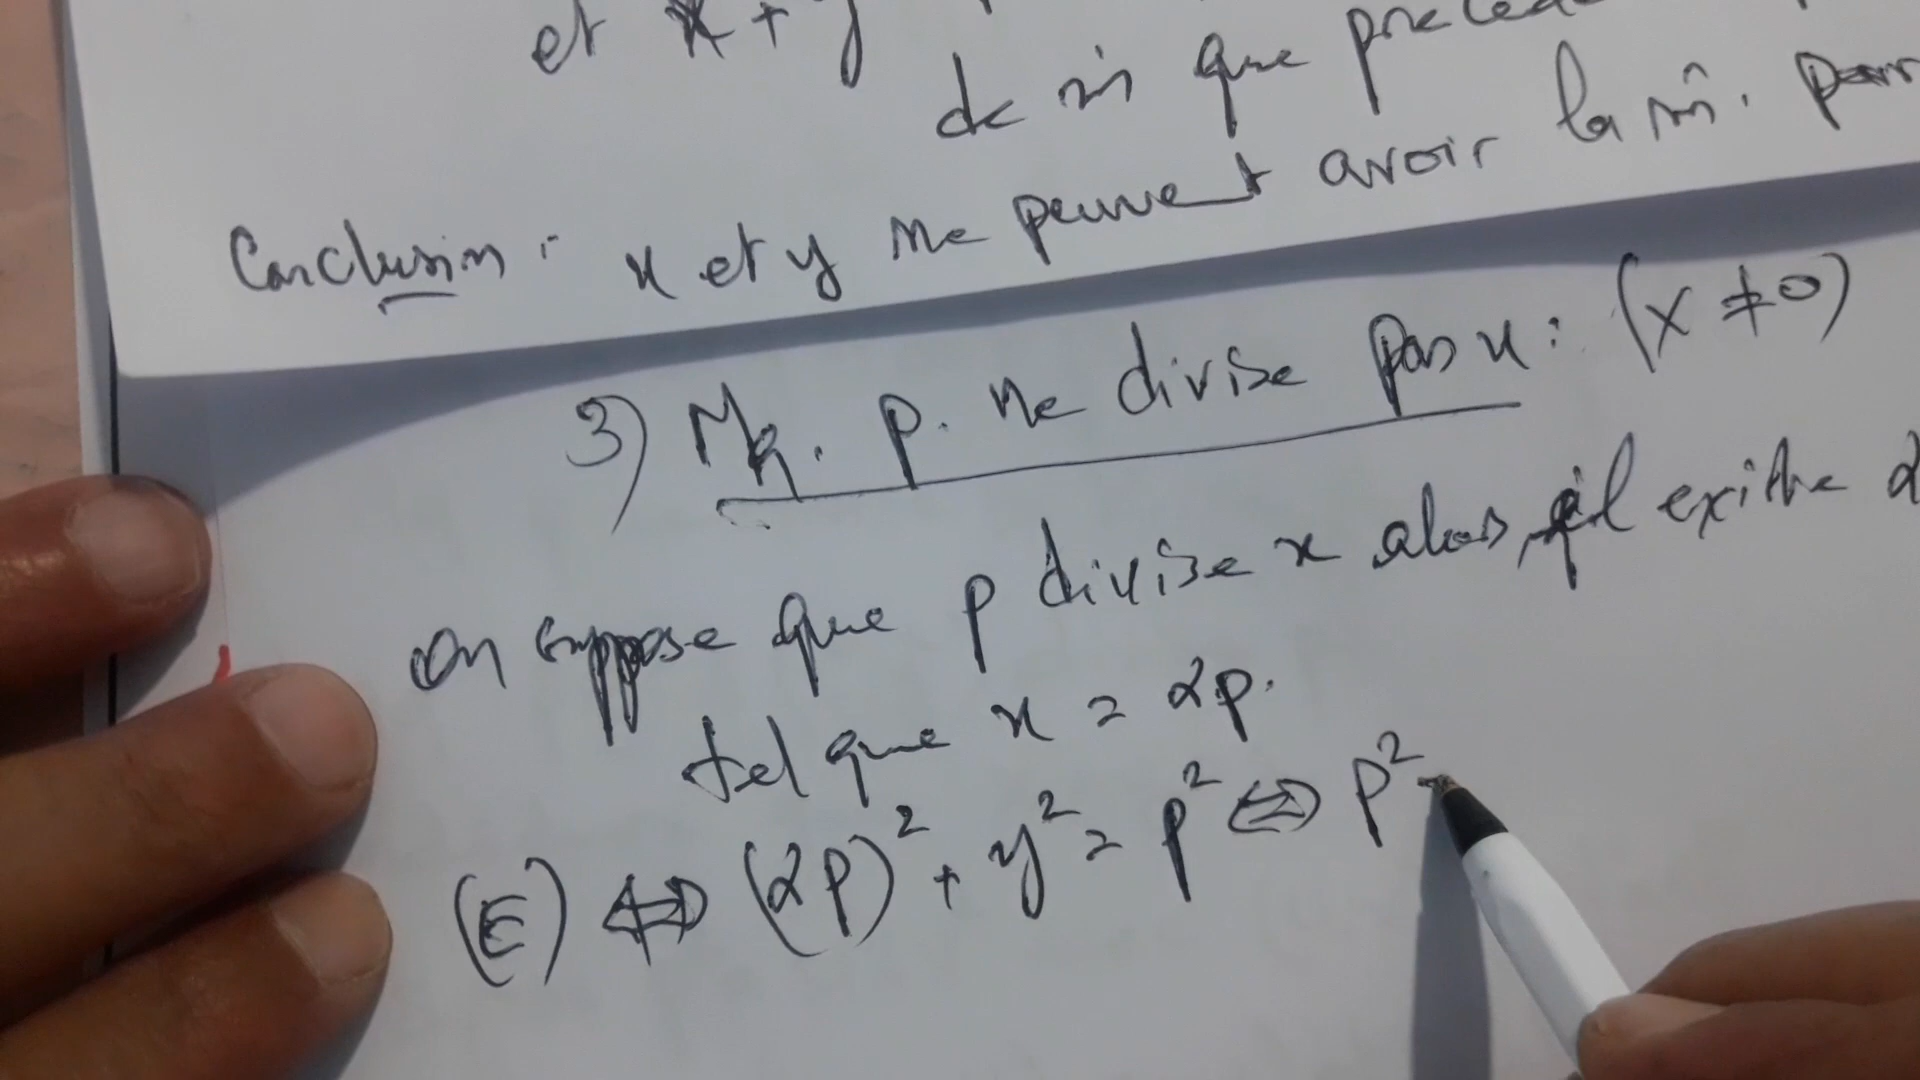 et x + y
de m̂ que précéde
Conclusion : x et y ne peuvent avoir la m̂. par
3) Mq. p. ne divise pas x : (x ≠ 0)
on suppose que p divise x alors, il existe α
tel que x = αp.
(E) ⇔ (αp)² + y² = p² ⇔ p² -